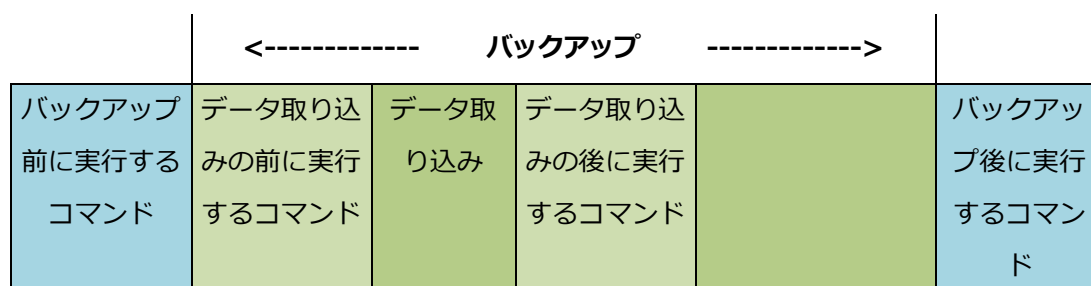 <------------- バックアップ ------------->
バックアップ
前に実行する
コマンド
データ取り込
みの前に実行
するコマンド
データ取
り込み
データ取り込
みの後に実行
するコマンド
バックアッ
プ後に実行
するコマン
ド